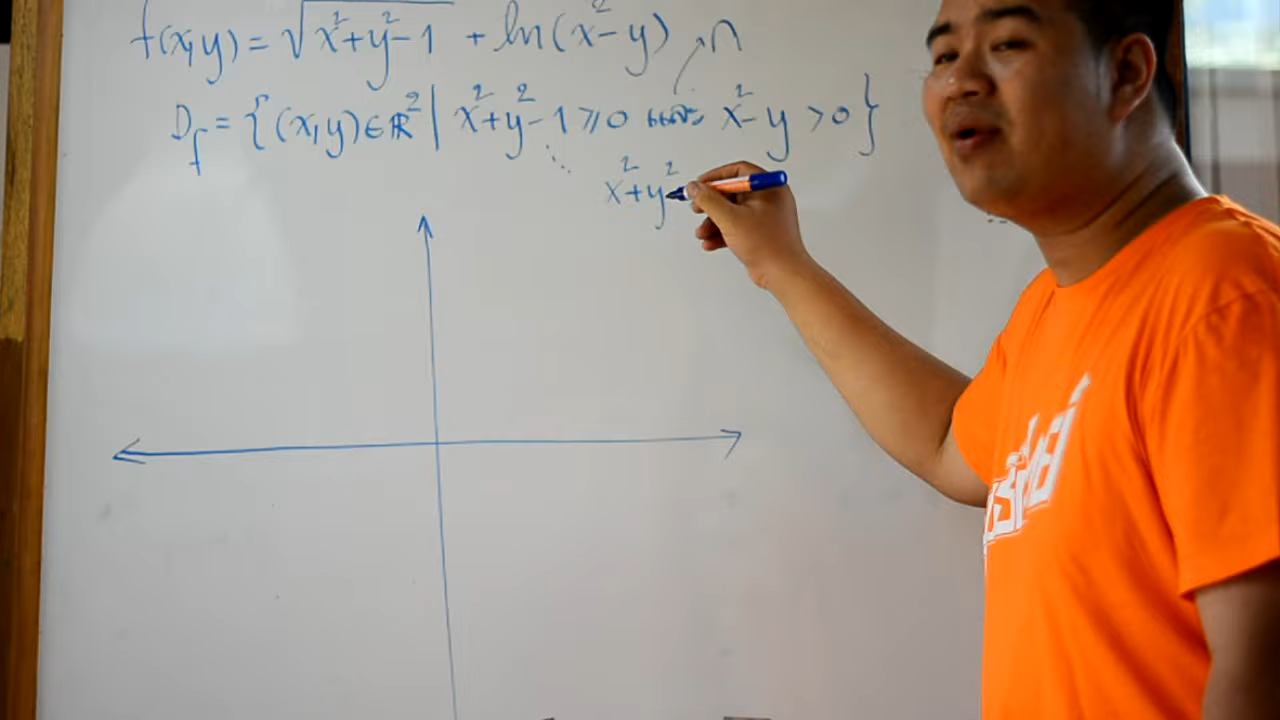 f(x,y) = √x²+y²-1 + ln(x²-y)
∩
D_f = {(x,y)∈ℝ² | x²+y²-1 ⩾ 0 และ x²-y > 0}
x²+y²